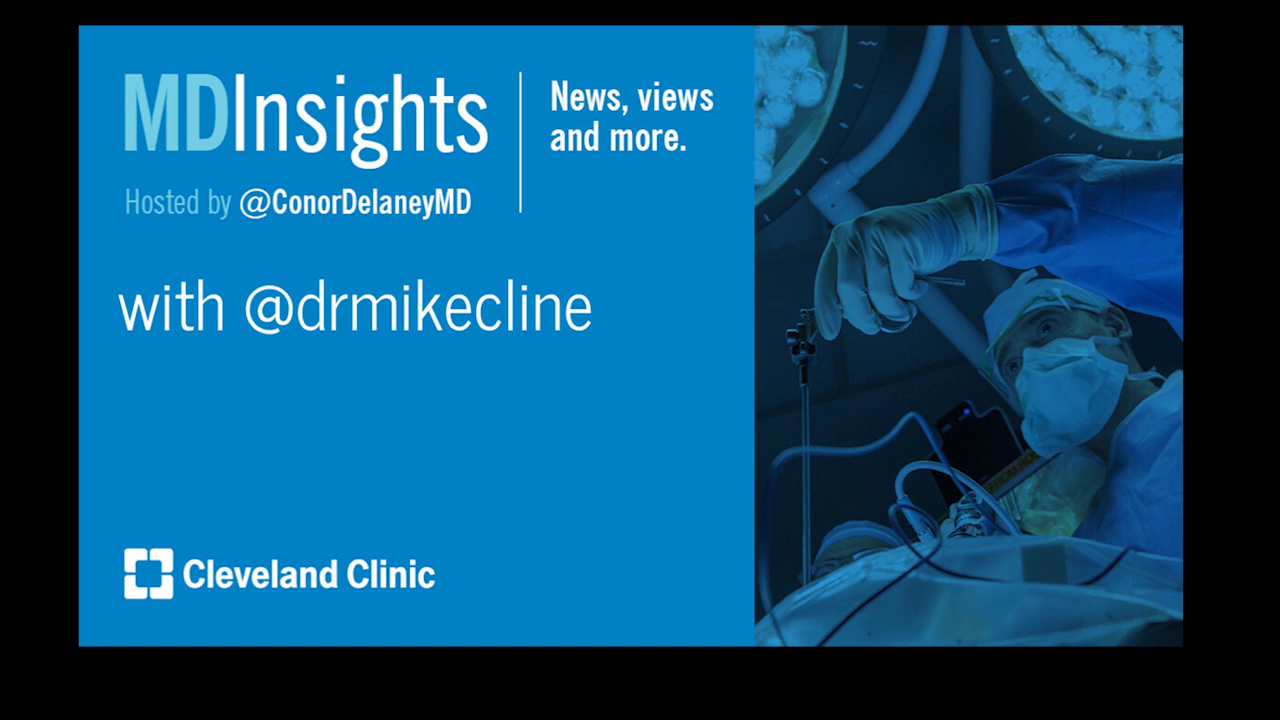 MDInsights
Hosted by @ConorDelaneyMD
News, views
and more.
with @drmikecline
Cleveland Clinic